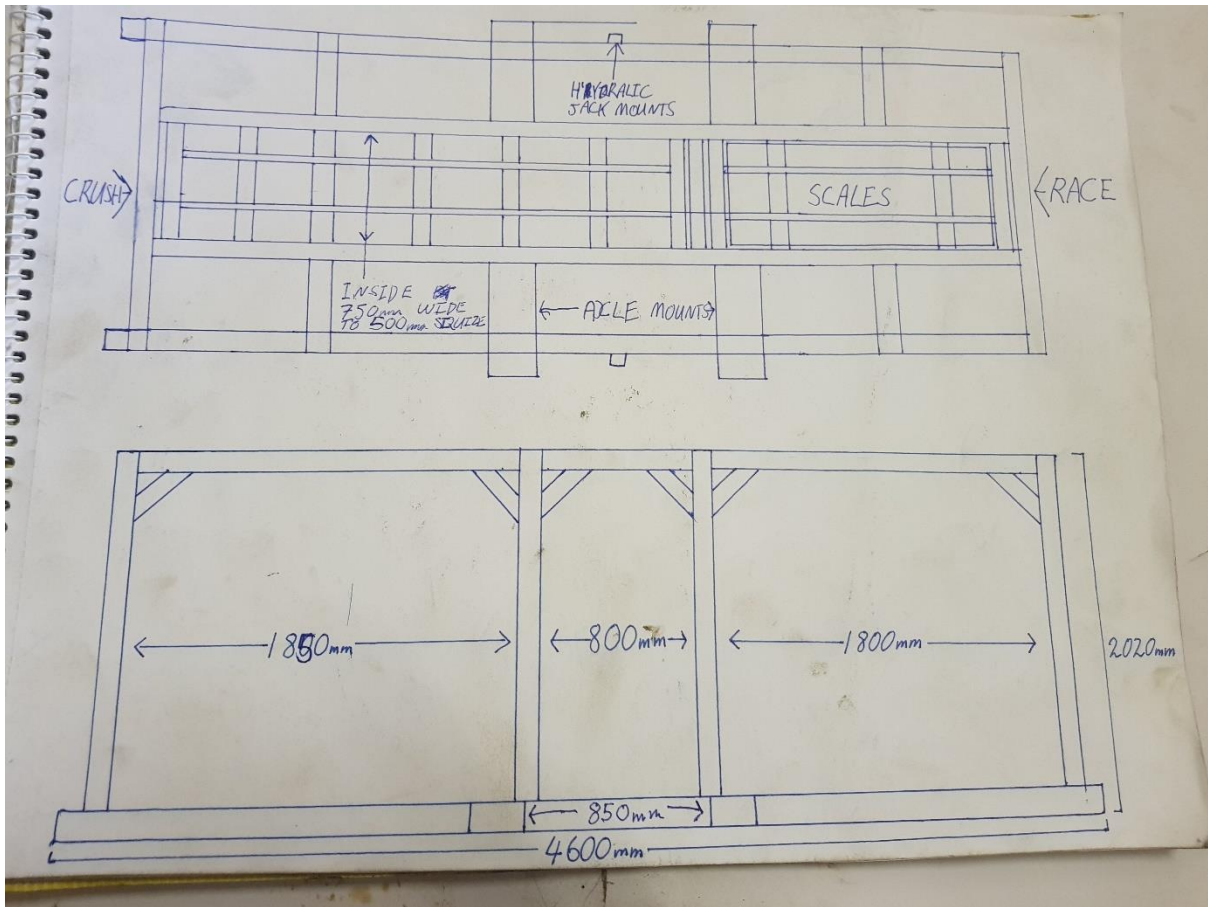 HYDRALIC
JACK MOUNTS
CRUSH
SCALES
RACE
INSIDE
750mm WIDE
TO 500mm SQUIZE
AXLE MOUNTS
1850mm
800mm
1800mm
2020mm
850mm
4600mm